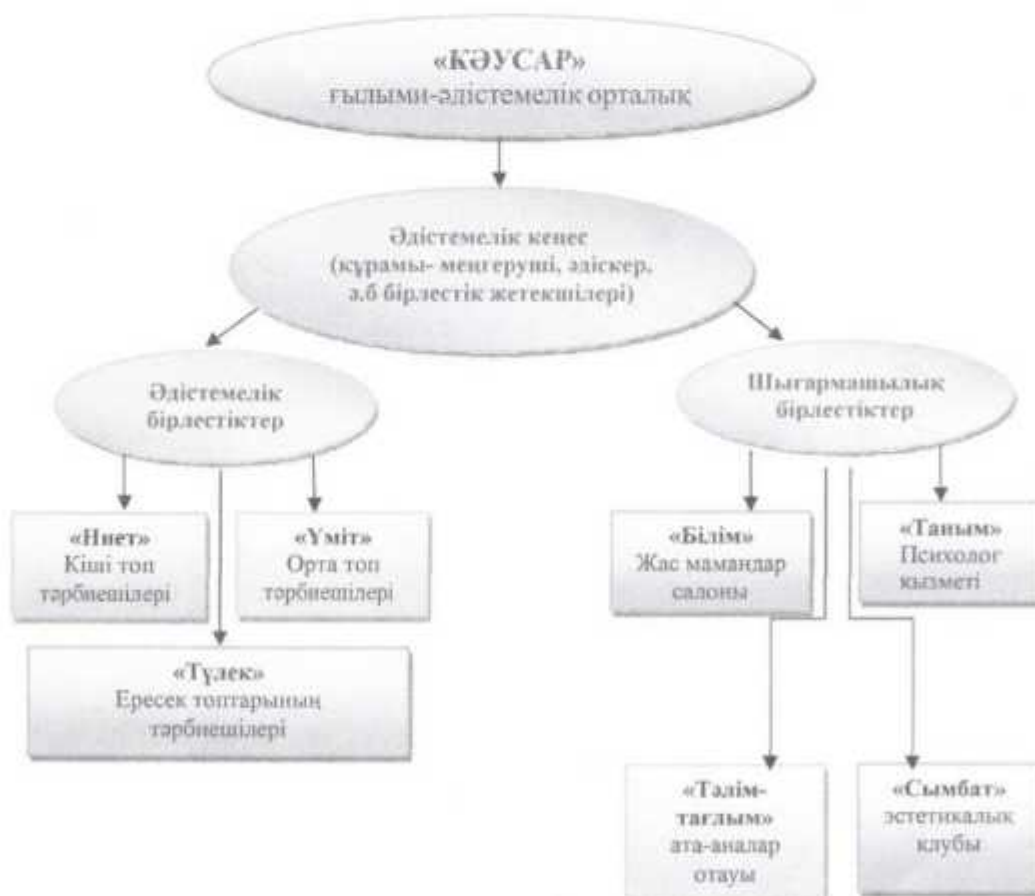 «КӘУСАР»
ғылыми-әдістемелік орталық
Әдістемелік кеңес
(құрамы- меңгеруші, әдіскер,
ә.б бірлестік жетекшілері)
Әдістемелік
бірлестіктер
Шығармашылық
бірлестіктер
«Ниет»
Кіші топ
тәрбиешілері
«Үміт»
Орта топ
тәрбиешілері
«Білім»
Жас мамандар
салоны
«Таным»
Психолог
қызметі
«Түлек»
Ересек топтарының
тәрбиешілері
«Тәлім-
тағлым»
ата-аналар
отауы
«Сымбат»
эстетикалық
клубы